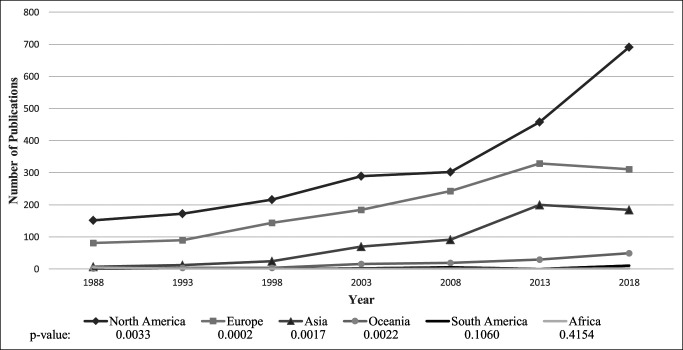 800
700
600
500
400
300
200
100
0
Number of Publications
1988 1993 1998 2003 2008 2013 2018
Year
North America Europe Asia Oceania South America Africa
p-value: 0.0033 0.0002 0.0017 0.0022 0.1060 0.4154